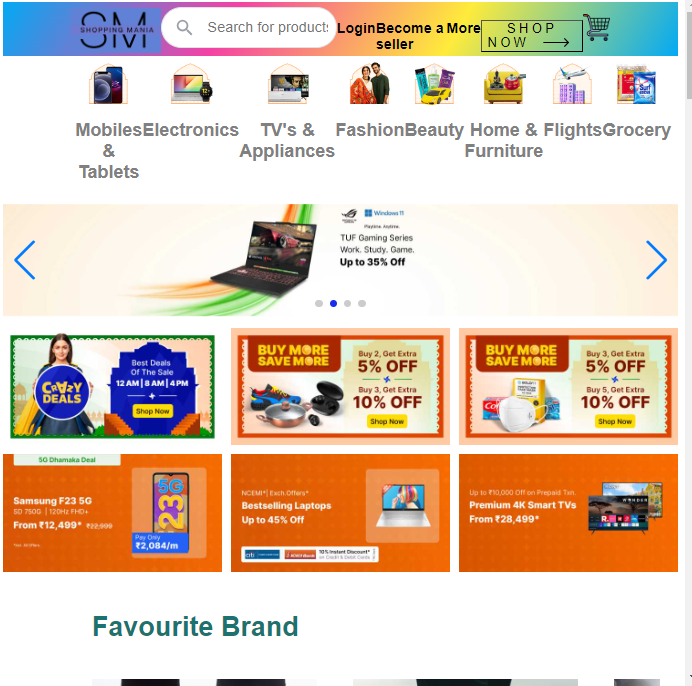 SM
SHOPPING MANIA
Search for products
Login
Become a
seller
More
SHOP
NOW
Mobiles
&
Tablets
Electronics
TV's &
Appliances
Fashion
Beauty
Home &
Furniture
Flights
Grocery
Windows 11
Playtime. Anytime.
TUF Gaming Series
Work. Study. Game.
Up to 35% Off
CRAZY
DEALS
Best Deals
Of The Sale
12 AM | 8 AM | 4 PM
Shop Now
BUY MORE
SAVE MORE
Buy 2, Get Extra
5% OFF
Buy 3, Get Extra
10% OFF
Shop Now
BUY MORE
SAVE MORE
Buy 3, Get Extra
5% OFF
Buy 5, Get Extra
10% OFF
Shop Now
5G Dhamaka Deal
Samsung F23 5G
SD 750G | 120Hz FHD+
From ₹12,499* ₹22,999
5G
23
Pay Only
₹2,084/m
NCEMI*| Exch.Offers*
Bestselling Laptops
Up to 45% Off
citi
10% Instant Discount*
on Credit & Debit Cards
Up to ₹10,000 Off on Prepaid Txn.
Premium 4K Smart TVs
From ₹28,499*
Favourite Brand